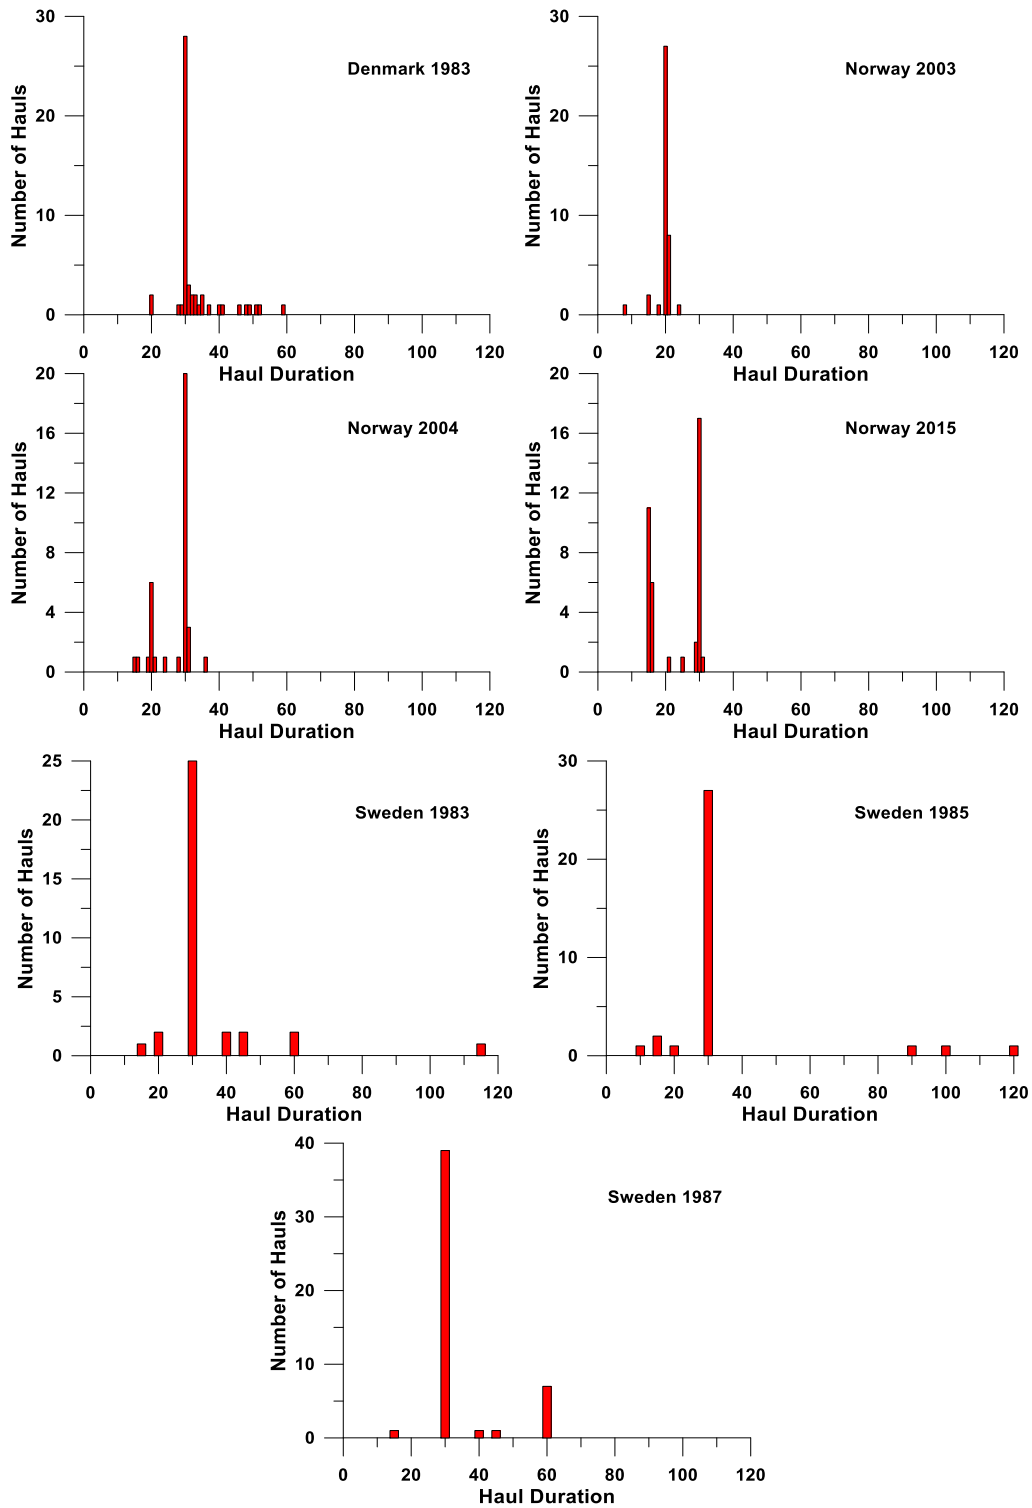 30
20
10
0
Number of Hauls
Denmark 1983
0 20 40 60 80 100 120
Haul Duration
30
20
10
0
Number of Hauls
Norway 2003
0 20 40 60 80 100 120
Haul Duration
20
16
12
8
4
0
Number of Hauls
Norway 2004
0 20 40 60 80 100 120
Haul Duration
20
16
12
8
4
0
Number of Hauls
Norway 2015
0 20 40 60 80 100 120
Haul Duration
25
20
15
10
5
0
Number of Hauls
Sweden 1983
0 20 40 60 80 100 120
Haul Duration
30
20
10
0
Number of Hauls
Sweden 1985
0 20 40 60 80 100 120
Haul Duration
40
30
20
10
0
Number of Hauls
Sweden 1987
0 20 40 60 80 100 120
Haul Duration